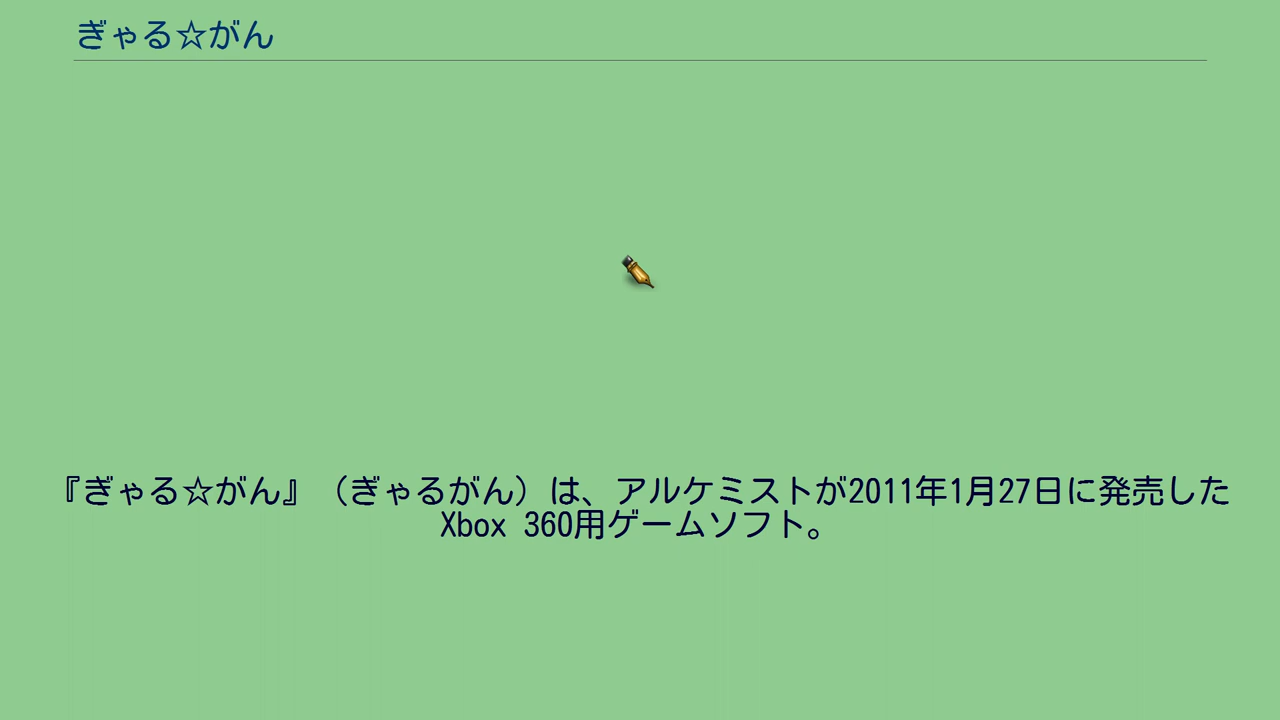 ぎゃる☆がん
『ぎゃる☆がん』（ぎゃるがん）は、アルケミストが2011年1月27日に発売した
Xbox 360用ゲームソフト。